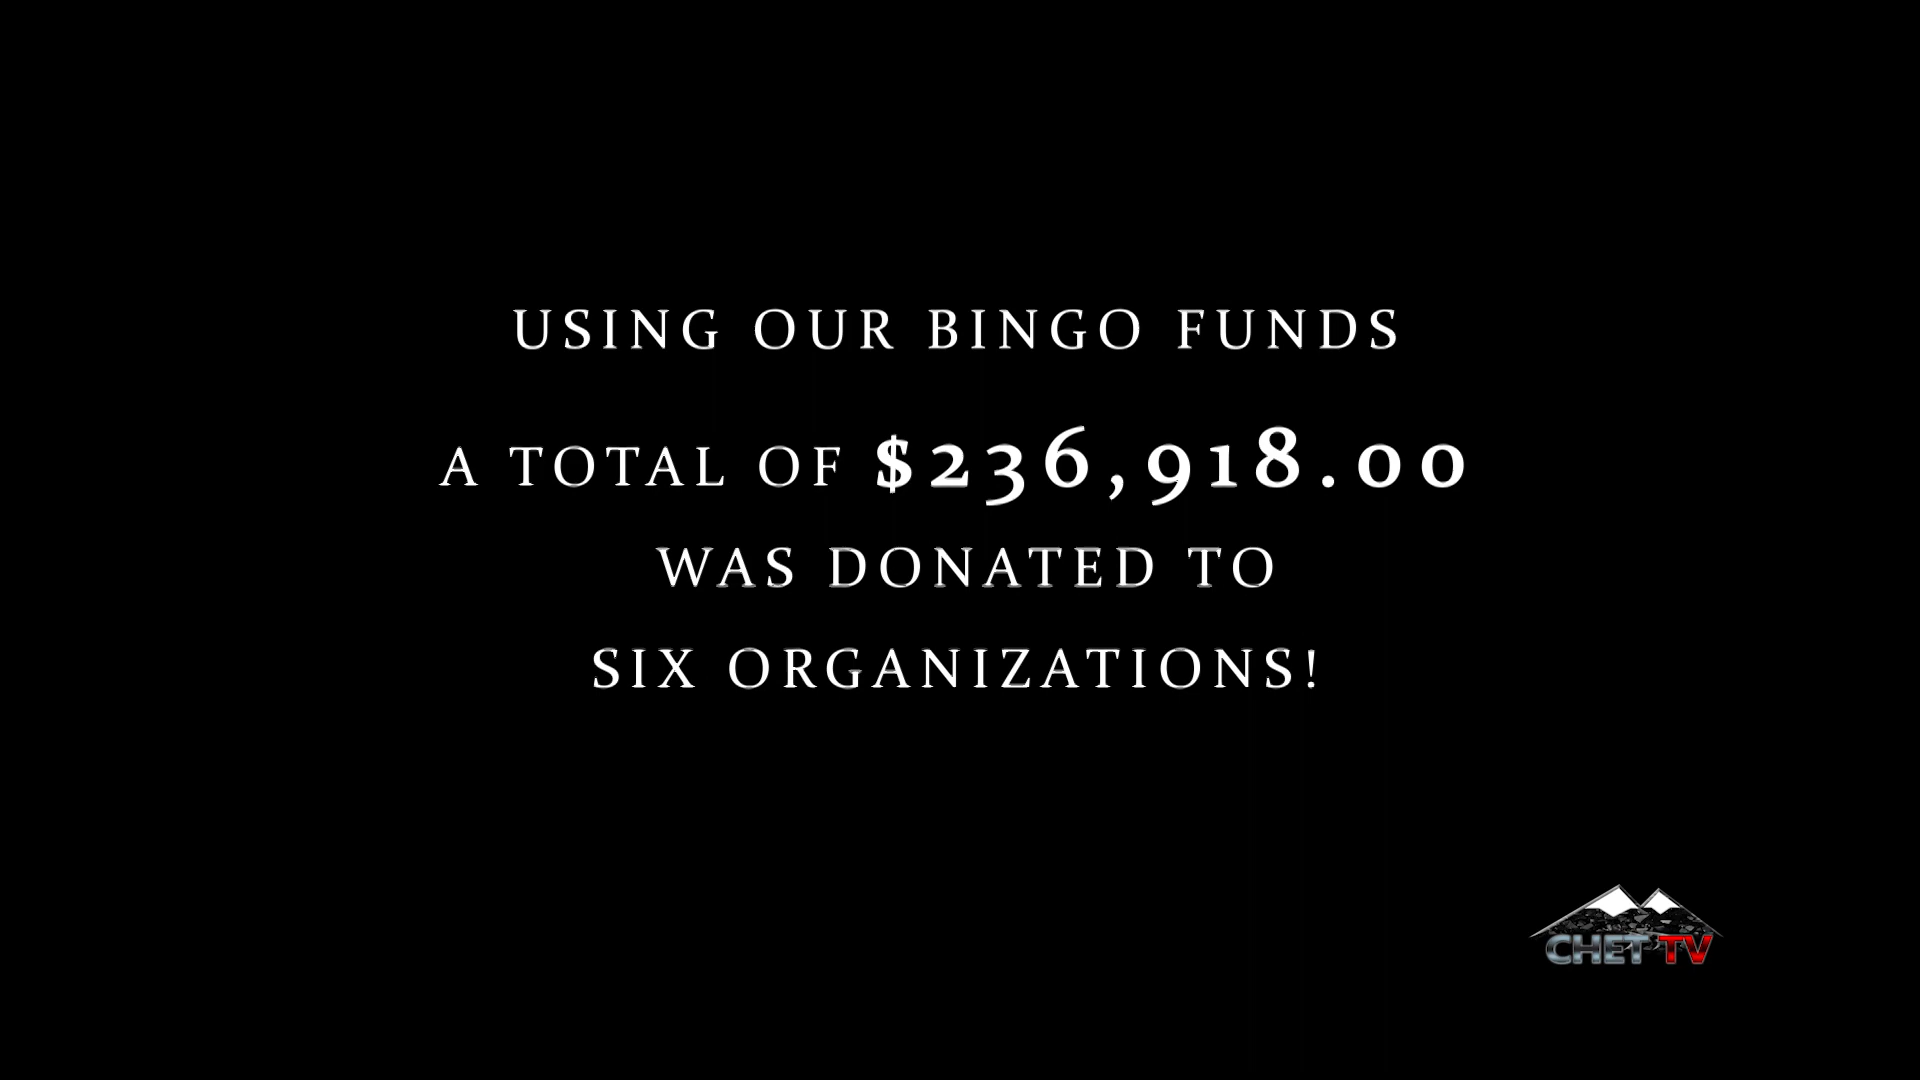 USING OUR BINGO FUNDS
A TOTAL OF $236,918.00
WAS DONATED TO
SIX ORGANIZATIONS!
CHET TV